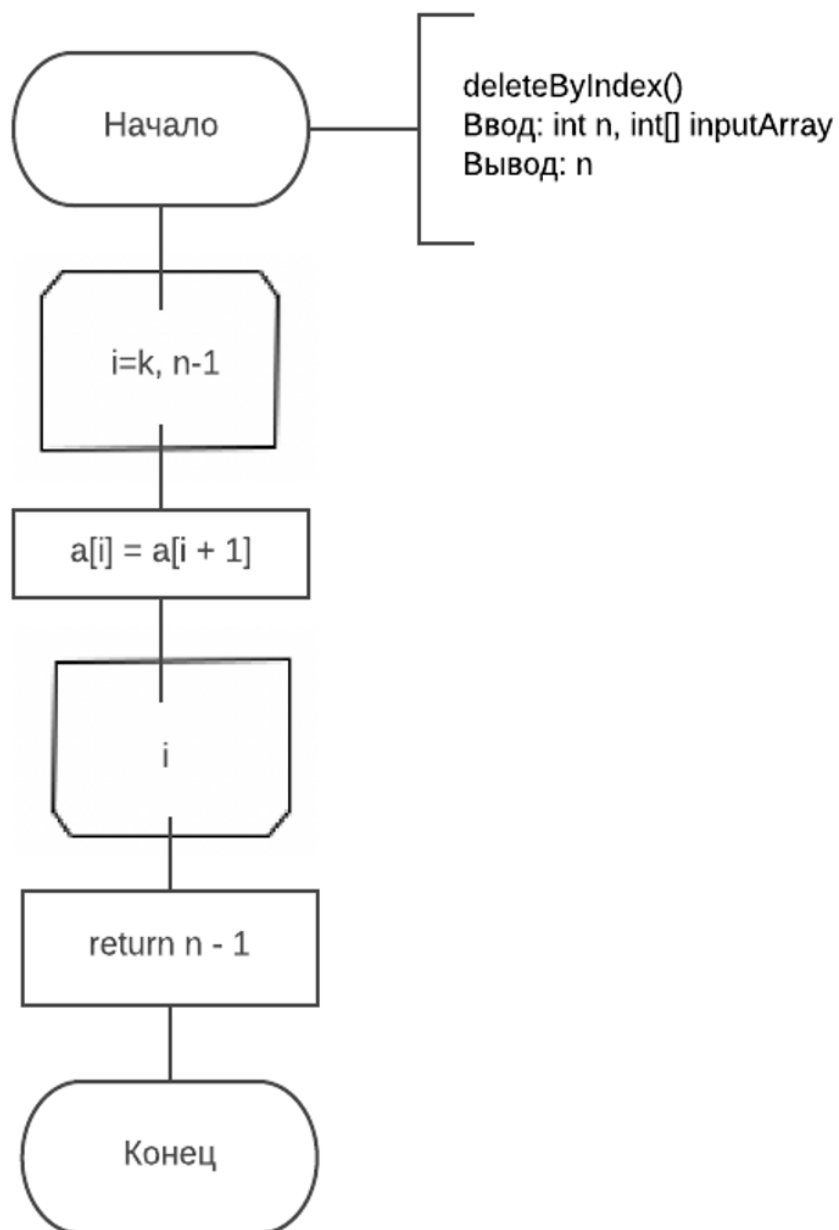 Начало
deleteByIndex()
Ввод: int n, int[] inputArray
Вывод: n
i=k, n-1
a[i] = a[i + 1]
i
return n - 1
Конец